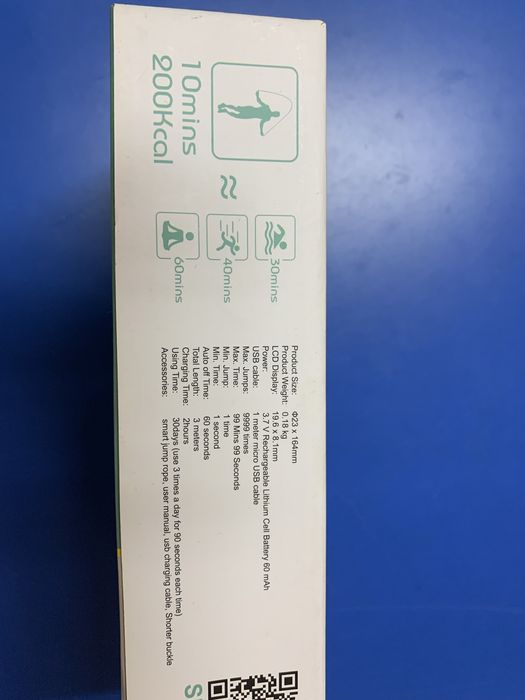 10mins
200Kcal
≈
30mins
40mins
60mins
Product Size: Φ23 x 164mm
Product Weight: 0.18 kg
LCD Display: 19.6 x 8.1mm
Power: 3.7 V Rechargeable Lithium Cell Battery 60 mAh
USB cable: 1 meter micro USB cable
Max. Jumps: 9999 times
Max. Time: 99 Mins 99 Seconds
Min. Jump: 1 time
Min. Time: 1 second
Auto off Time: 60 seconds
Total Length: 3 meters
Charging Time: 2hours
Using Time: 30days (use 3 times a day for 90 seconds each time)
Accessories: smart jump rope, user manual, usb charging cable, Shorter buckle